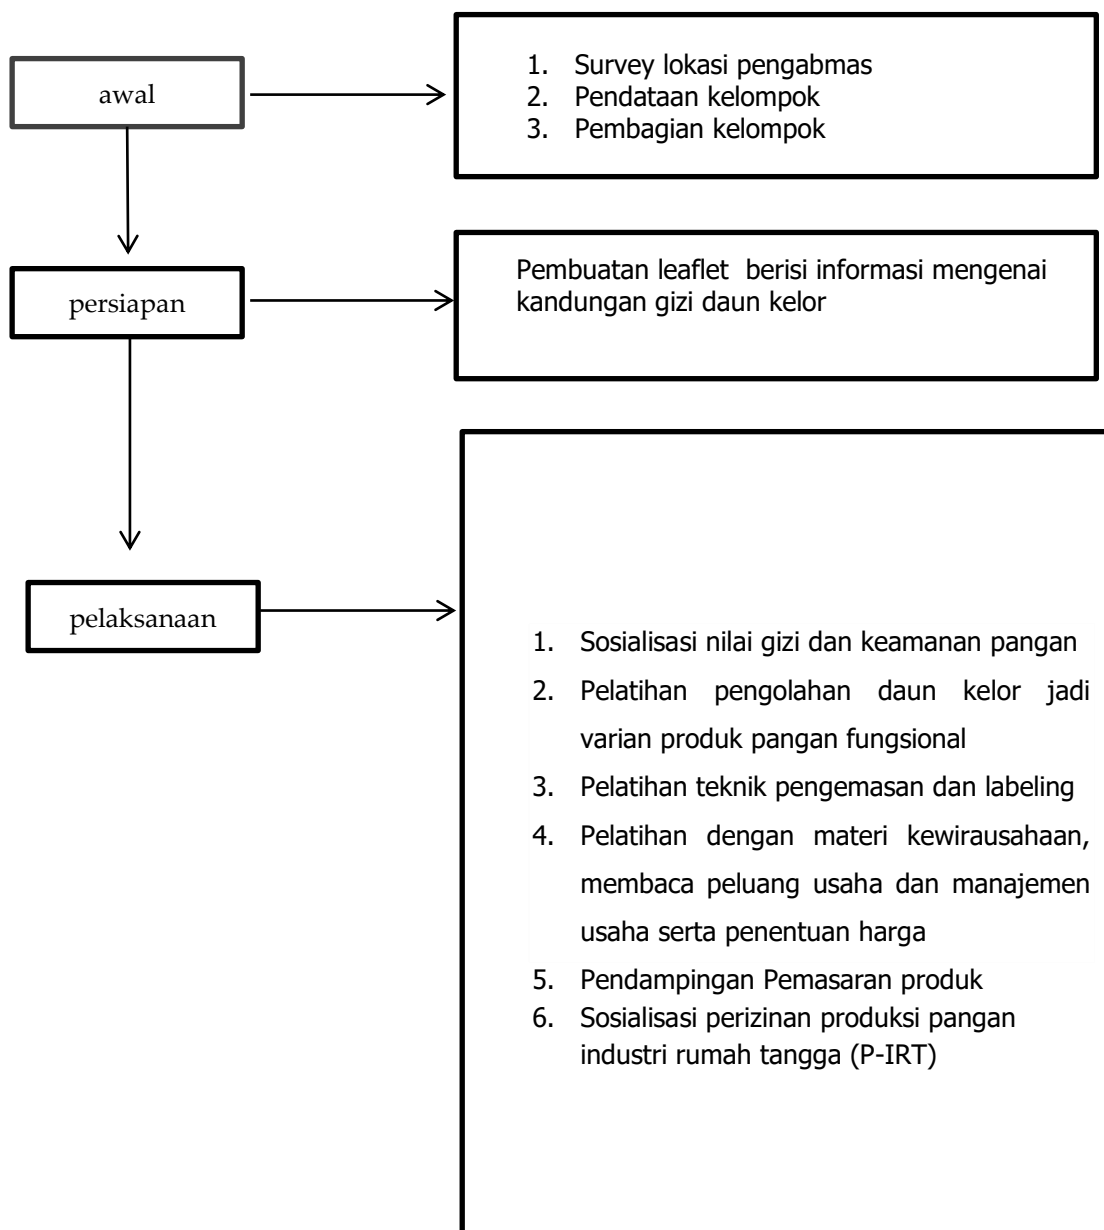 awal
1. Survey lokasi pengabmas
2. Pendataan kelompok
3. Pembagian kelompok
persiapan
Pembuatan leaflet berisi informasi mengenai
kandungan gizi daun kelor
pelaksanaan
1. Sosialisasi nilai gizi dan keamanan pangan
2. Pelatihan pengolahan daun kelor jadi
varian produk pangan fungsional
3. Pelatihan teknik pengemasan dan labeling
4. Pelatihan dengan materi kewirausahaan,
membaca peluang usaha dan manajemen
usaha serta penentuan harga
5. Pendampingan Pemasaran produk
6. Sosialisasi perizinan produksi pangan
industri rumah tangga (P-IRT)